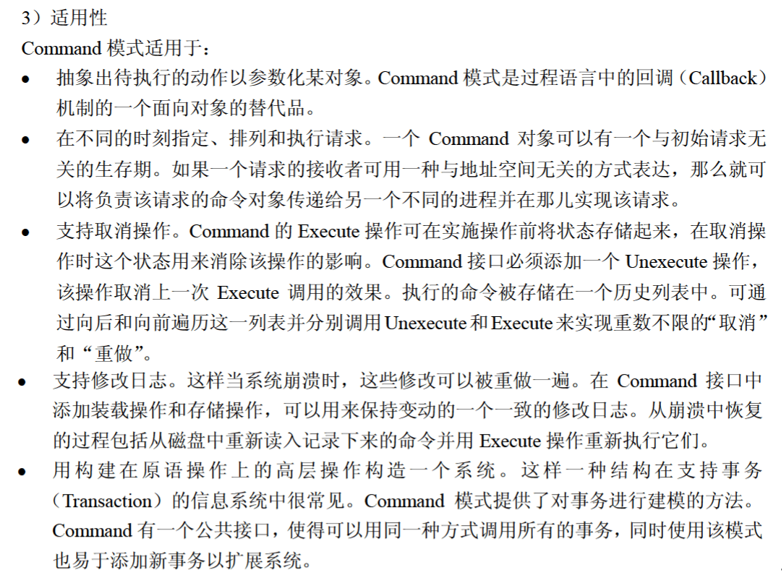 3）适用性
Command 模式适用于：
● 抽象出待执行的动作以参数化某对象。Command 模式是过程语言中的回调（Callback）
机制的一个面向对象的替代品。
● 在不同的时刻指定、排列和执行请求。一个 Command 对象可以有一个与初始请求无
关的生存期。如果一个请求的接收者可用一种与地址空间无关的方式表达，那么就可
以将负责该请求的命令对象传递给另一个不同的进程并在那儿实现该请求。
● 支持取消操作。Command 的 Execute 操作可在实施操作前将状态存储起来，在取消操
作时这个状态用来消除该操作的影响。Command 接口必须添加一个 Unexecute 操作，
该操作取消上一次 Execute 调用的效果。执行的命令被存储在一个历史列表中。可通
过向后和向前遍历这一列表并分别调用 Unexecute 和 Execute 来实现重数不限的“取消”
和“重做”。
● 支持修改日志。这样当系统崩溃时，这些修改可以被重做一遍。在 Command 接口中
添加装载操作和存储操作，可以用来保持变动的一个一致的修改日志。从崩溃中恢复
的过程包括从磁盘中重新读入记录下来的命令并用 Execute 操作重新执行它们。
● 用构建在原语操作上的高层操作构造一个系统。这样一种结构在支持事务
（Transaction）的信息系统中很常见。Command 模式提供了对事务进行建模的方法。
Command 有一个公共接口，使得可以用同一种方式调用所有的事务，同时使用该模式
也易于添加新事务以扩展系统。